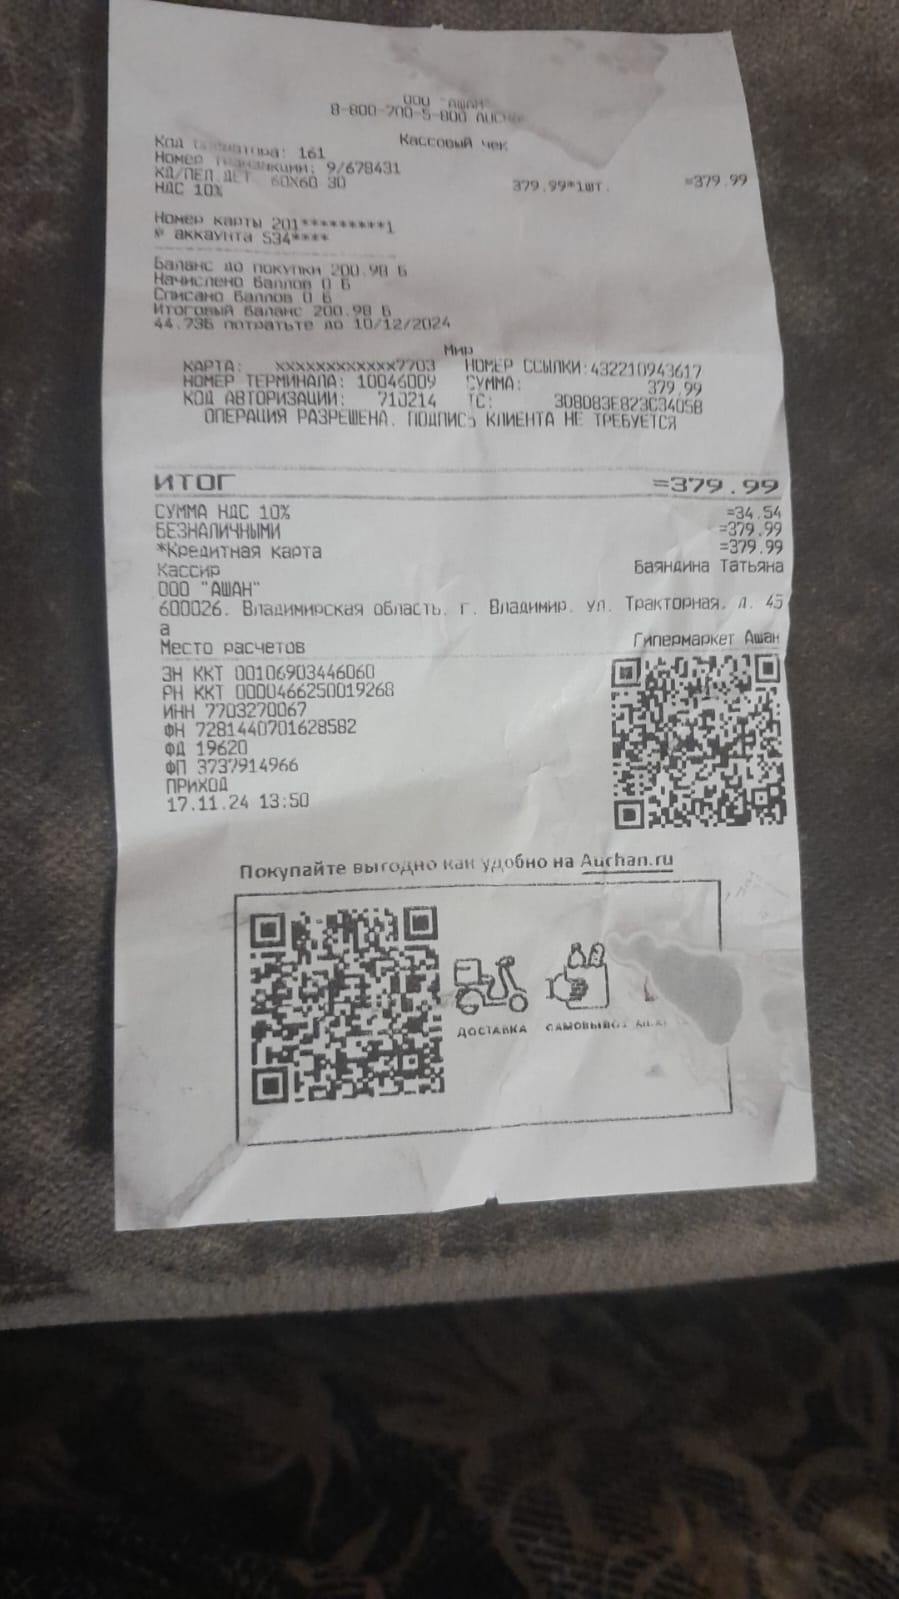 ООО "АШАН"
8-800-700-5-800
Кассовый чек
Код оператора: 161
Номер транзакции: 9/678431
КД/ПЕЛ.ДЕТ. 60X60 30 379.99*1шт. =379.99
НДС 10%
Номер карты 201*********1
№ аккаунта 534****
Баланс до покупки 200.98 Б
Начислено баллов 0 Б
Списано баллов 0 Б
Итоговый баланс 200.98 Б
44.73Б потратьте до 10/12/2024
Мир
КАРТА: xxxxxxxxxxxx7703 НОМЕР ССЫЛКИ:432210943617
НОМЕР ТЕРМИНАЛА: 10046009 СУММА: 379.99
КОД АВТОРИЗАЦИИ: 710214 TC: 3D8D83E823C3405B
ОПЕРАЦИЯ РАЗРЕШЕНА. ПОДПИСЬ КЛИЕНТА НЕ ТРЕБУЕТСЯ
ИТОГ =379.99
СУММА НДС 10% =34.54
БЕЗНАЛИЧНЫМИ =379.99
*Кредитная карта =379.99
Кассир Баяндина Татьяна
ООО "АШАН"
600026, Владимирская область, г. Владимир, ул. Тракторная, д. 45
а
Место расчетов Гипермаркет Ашан
ЗН ККТ 00106903446060
РН ККТ 0000466250019268
ИНН 7703270067
ФН 7281440701628582
ФД 19620
ФП 3737914966
ПРИХОД
17.11.24 13:50
Покупайте выгодно как удобно на Auchan.ru
ДОСТАВКА САМОВЫВОЗ